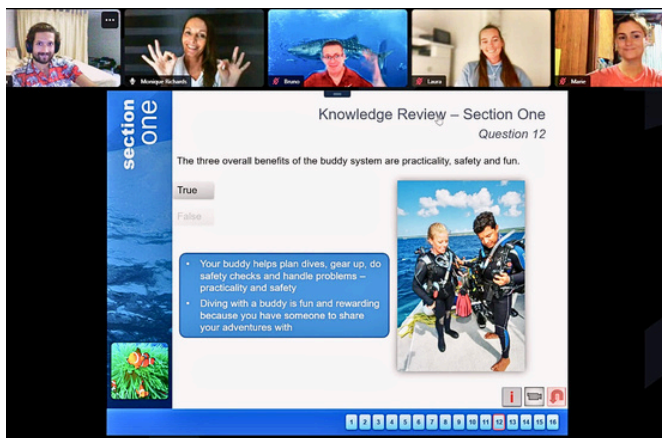 Monique Richards
Bruno
Laura
Marie
section
one
Knowledge Review – Section One
Question 12
The three overall benefits of the buddy system are practicality, safety and fun.
True
False
• Your buddy helps plan dives, gear up, do
safety checks and handle problems –
practicality and safety
• Diving with a buddy is fun and rewarding
because you have someone to share
your adventures with
i
1 2 3 4 5 6 7 8 9 10 11 12 13 14 15 16